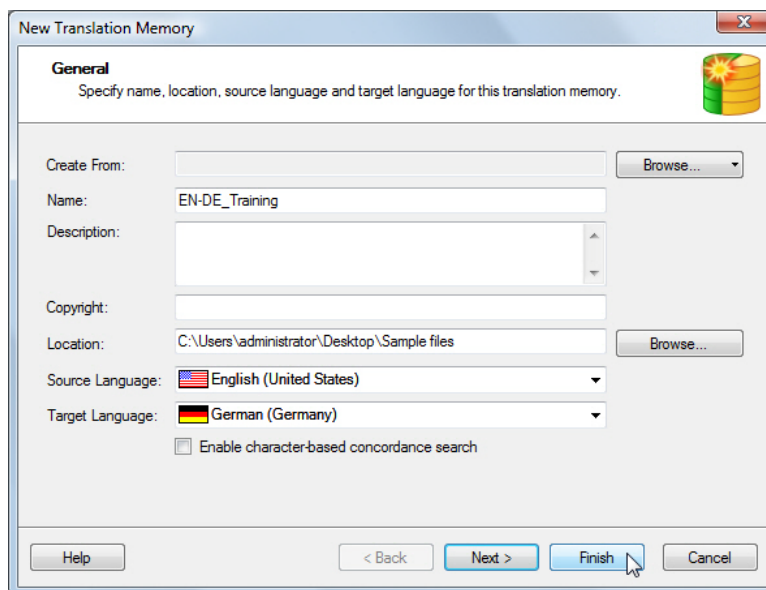 New Translation Memory
General
Specify name, location, source language and target language for this translation memory.
Create From:
Browse...
Name:
EN-DE_Training
Description:
Copyright:
Location:
C:\Users\administrator\Desktop\Sample files
Browse...
Source Language:
English (United States)
Target Language:
German (Germany)
Enable character-based concordance search
Help
< Back
Next >
Finish
Cancel